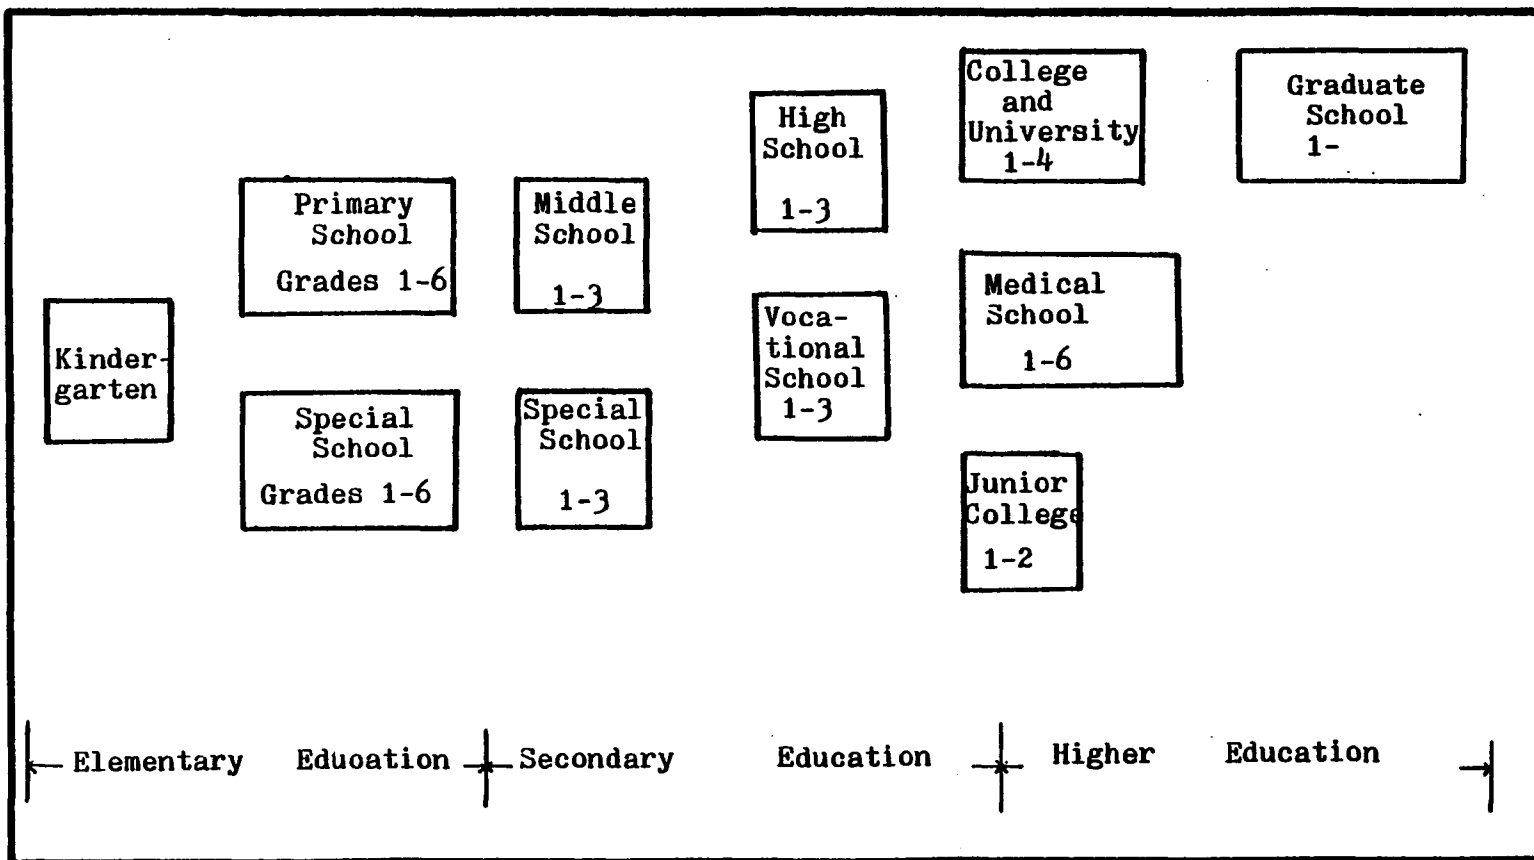 Kinder-
garten
Primary
School
Grades 1-6
Special
School
Grades 1-6
Middle
School
1-3
Special
School
1-3
High
School
1-3
Voca-
tional
School
1-3
College
and
University
1-4
Medical
School
1-6
Junior
College
1-2
Graduate
School
1-
Elementary Eduoation Secondary Education Higher Education